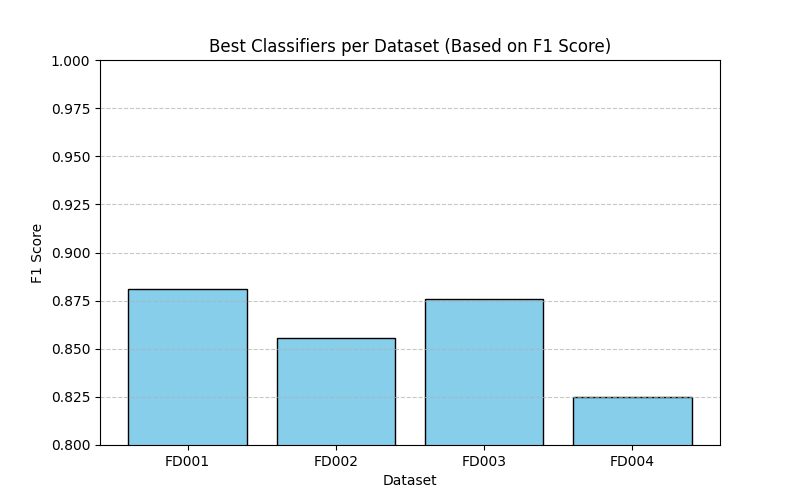 Best Classifiers per Dataset (Based on F1 Score)
1.000
0.975
0.950
0.925
0.900
0.875
0.850
0.825
0.800
F1 Score
FD001 FD002 FD003 FD004
Dataset